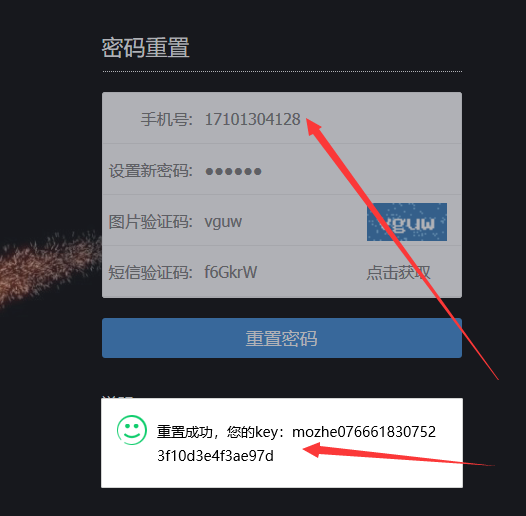 密码重置
手机号: 17101304128
设置新密码: ●●●●●●
图片验证码: vguw vguw
短信验证码: f6GkrW 点击获取
重置密码
重置成功，您的key：mozhe076661830752
3f10d3e4f3ae97d